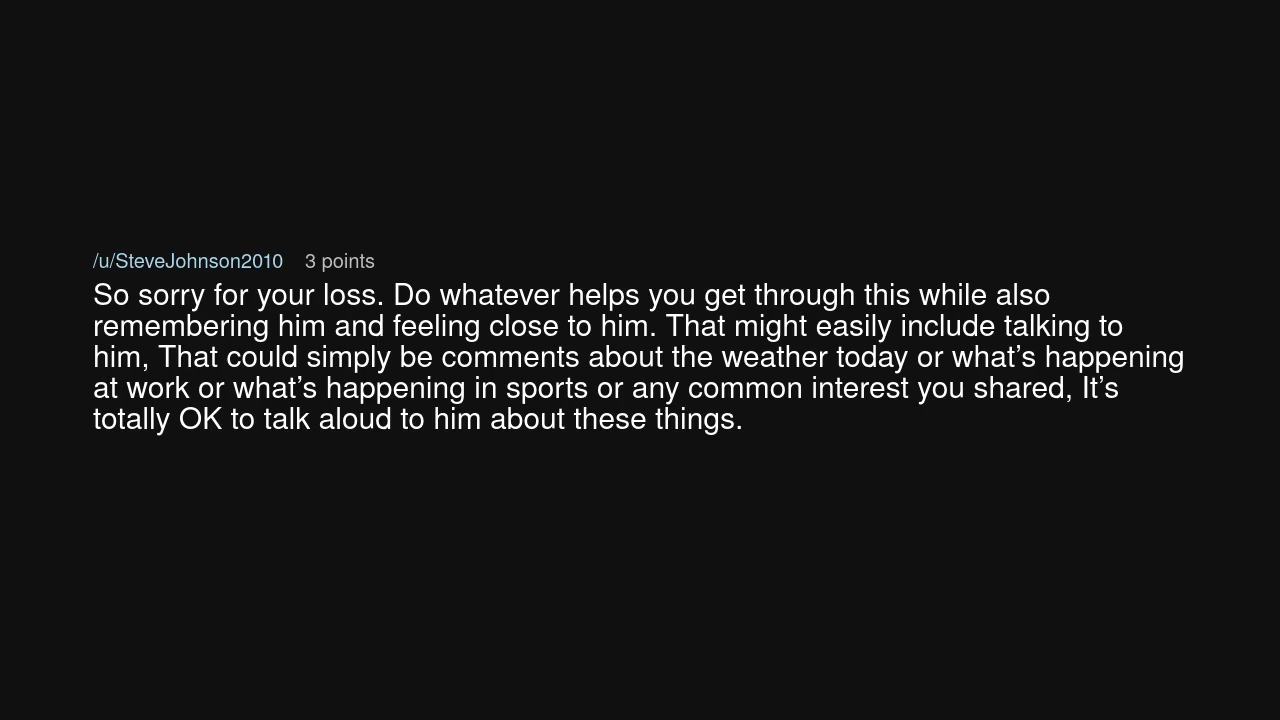 /u/SteveJohnson2010 3 points
So sorry for your loss. Do whatever helps you get through this while also
remembering him and feeling close to him. That might easily include talking to
him, That could simply be comments about the weather today or what’s happening
at work or what’s happening in sports or any common interest you shared, It’s
totally OK to talk aloud to him about these things.